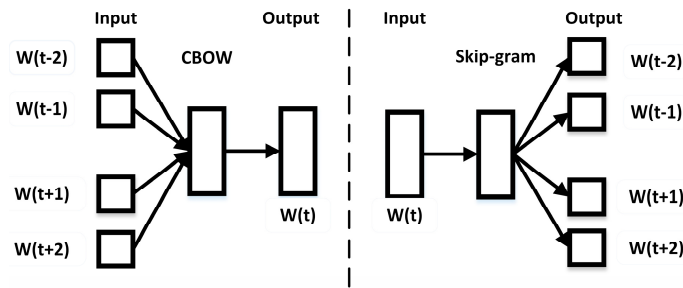 Input Output Input Output
CBOW Skip-gram
W(t-2) W(t-2)
W(t-1) W(t-1)
W(t+1) W(t+1)
W(t) W(t)
W(t+2) W(t+2)